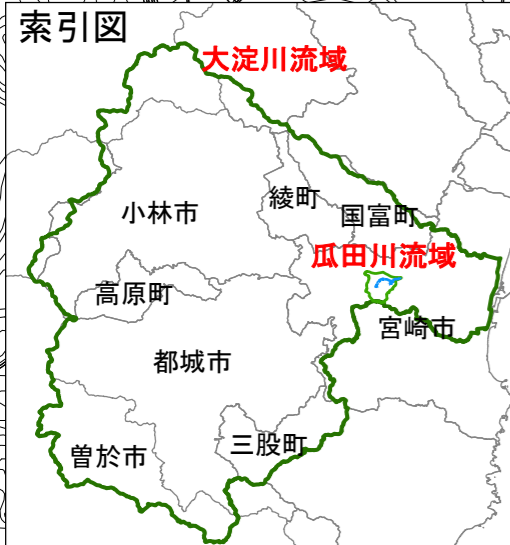 索引図
大淀川流域
綾町
小林市
国富町
瓜田川流域
高原町
宮崎市
都城市
三股町
曽於市